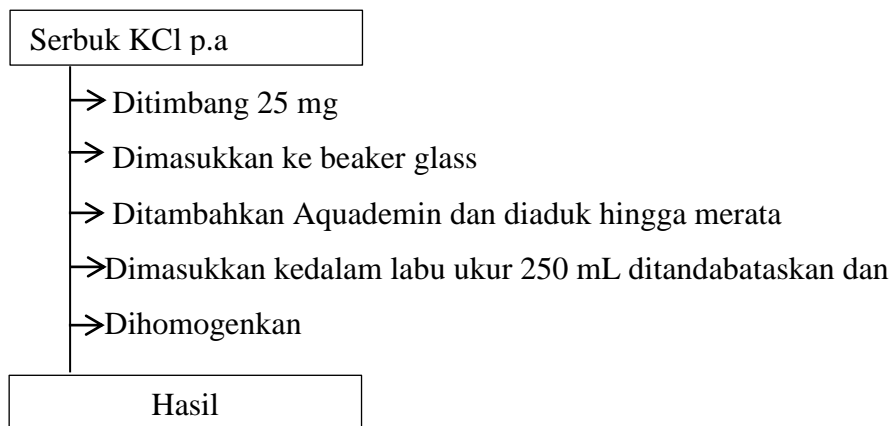 Serbuk KCl p.a
Ditimbang 25 mg
Dimasukkan ke beaker glass
Ditambahkan Aquademin dan diaduk hingga merata
Dimasukkan kedalam labu ukur 250 mL ditandabataskan dan
Dihomogenkan
Hasil